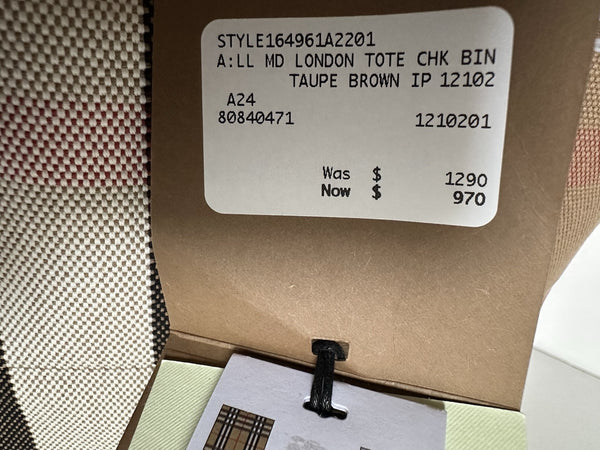 STYLE164961A2201
A:LL MD LONDON TOTE CHK BIN
TAUPE BROWN IP 12102
A24
80840471 1210201
Was $ 1290
Now $ 970